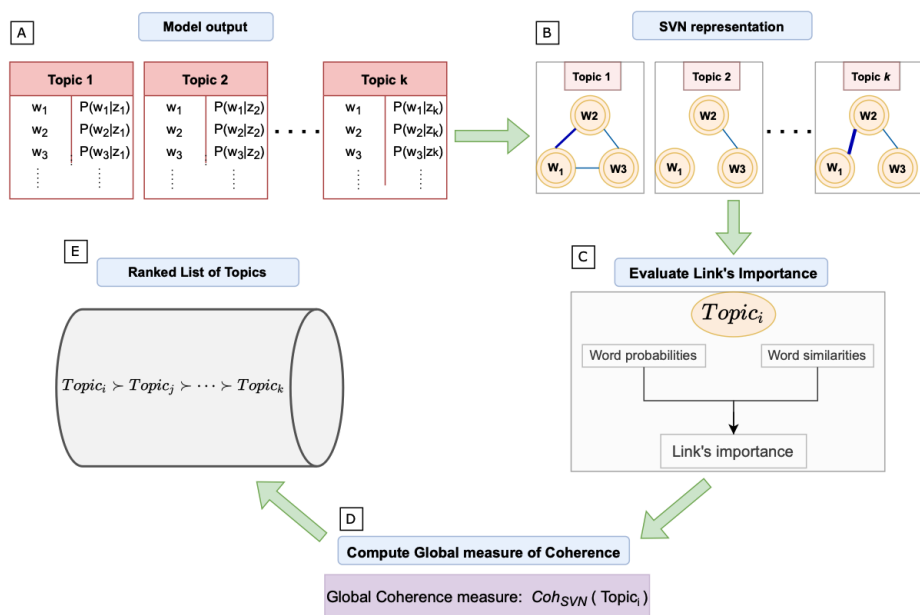 A
Model output
Topic 1
w₁ P(w₁|z₁)
w₂ P(w₂|z₁)
w₃ P(w₃|z₁)
⋮ ⋮
Topic 2
w₁ P(w₁|z₂)
w₂ P(w₂|z₂)
w₃ P(w₃|z₂)
⋮ ⋮
. . . .
Topic k
w₁ P(w₁|zₖ)
w₂ P(w₂|zₖ)
w₃ P(w₃|zk)
⋮ ⋮
B
SVN representation
Topic 1
W2
W₁ W3
Topic 2
W2
W₁ W3
. . . .
Topic k
W2
W₁ W3
C
Evaluate Link's Importance
Topicᵢ
Word probabilities
Word similarities
Link's importance
D
Compute Global measure of Coherence
Global Coherence measure: Coh_SVN ( Topicᵢ)
E
Ranked List of Topics
Topicᵢ ≻ Topicⱼ ≻ ⋯ ≻ Topicₖ